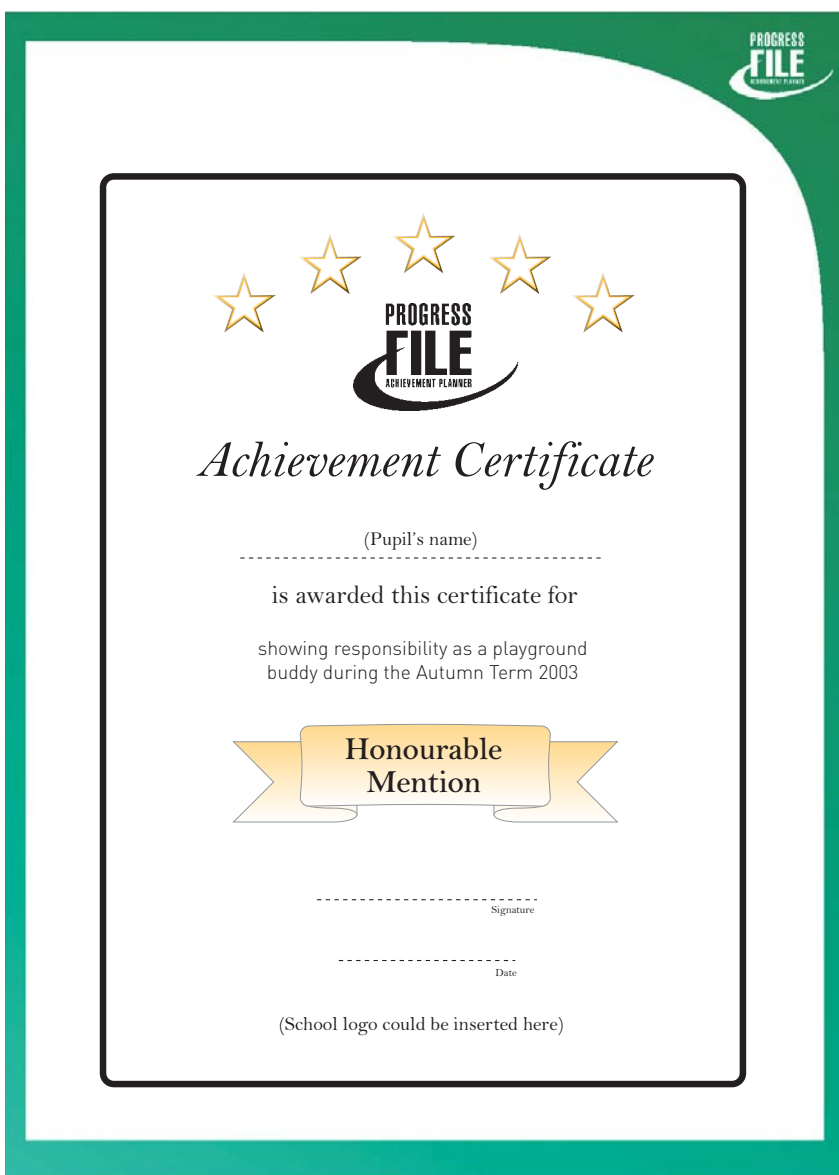 PROGRESS
FILE
ACHIEVEMENT PLANNER
PROGRESS
FILE
ACHIEVEMENT PLANNER
Achievement Certificate
(Pupil's name)
is awarded this certificate for
showing responsibility as a playground
buddy during the Autumn Term 2003
Honourable
Mention
Signature
Date
(School logo could be inserted here)